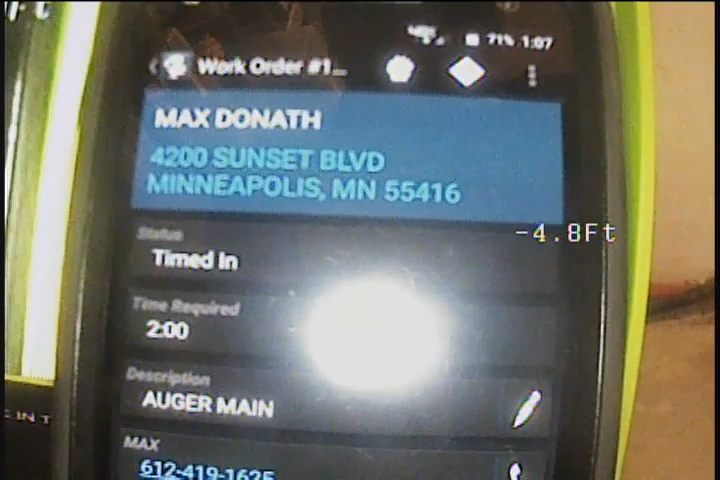 71% 1:07
Work Order #1...
MAX DONATH
4200 SUNSET BLVD
MINNEAPOLIS, MN 55416
-4.8Ft
Status
Timed In
Time Required
2:00
Description
AUGER MAIN
MAX
612-419-1625